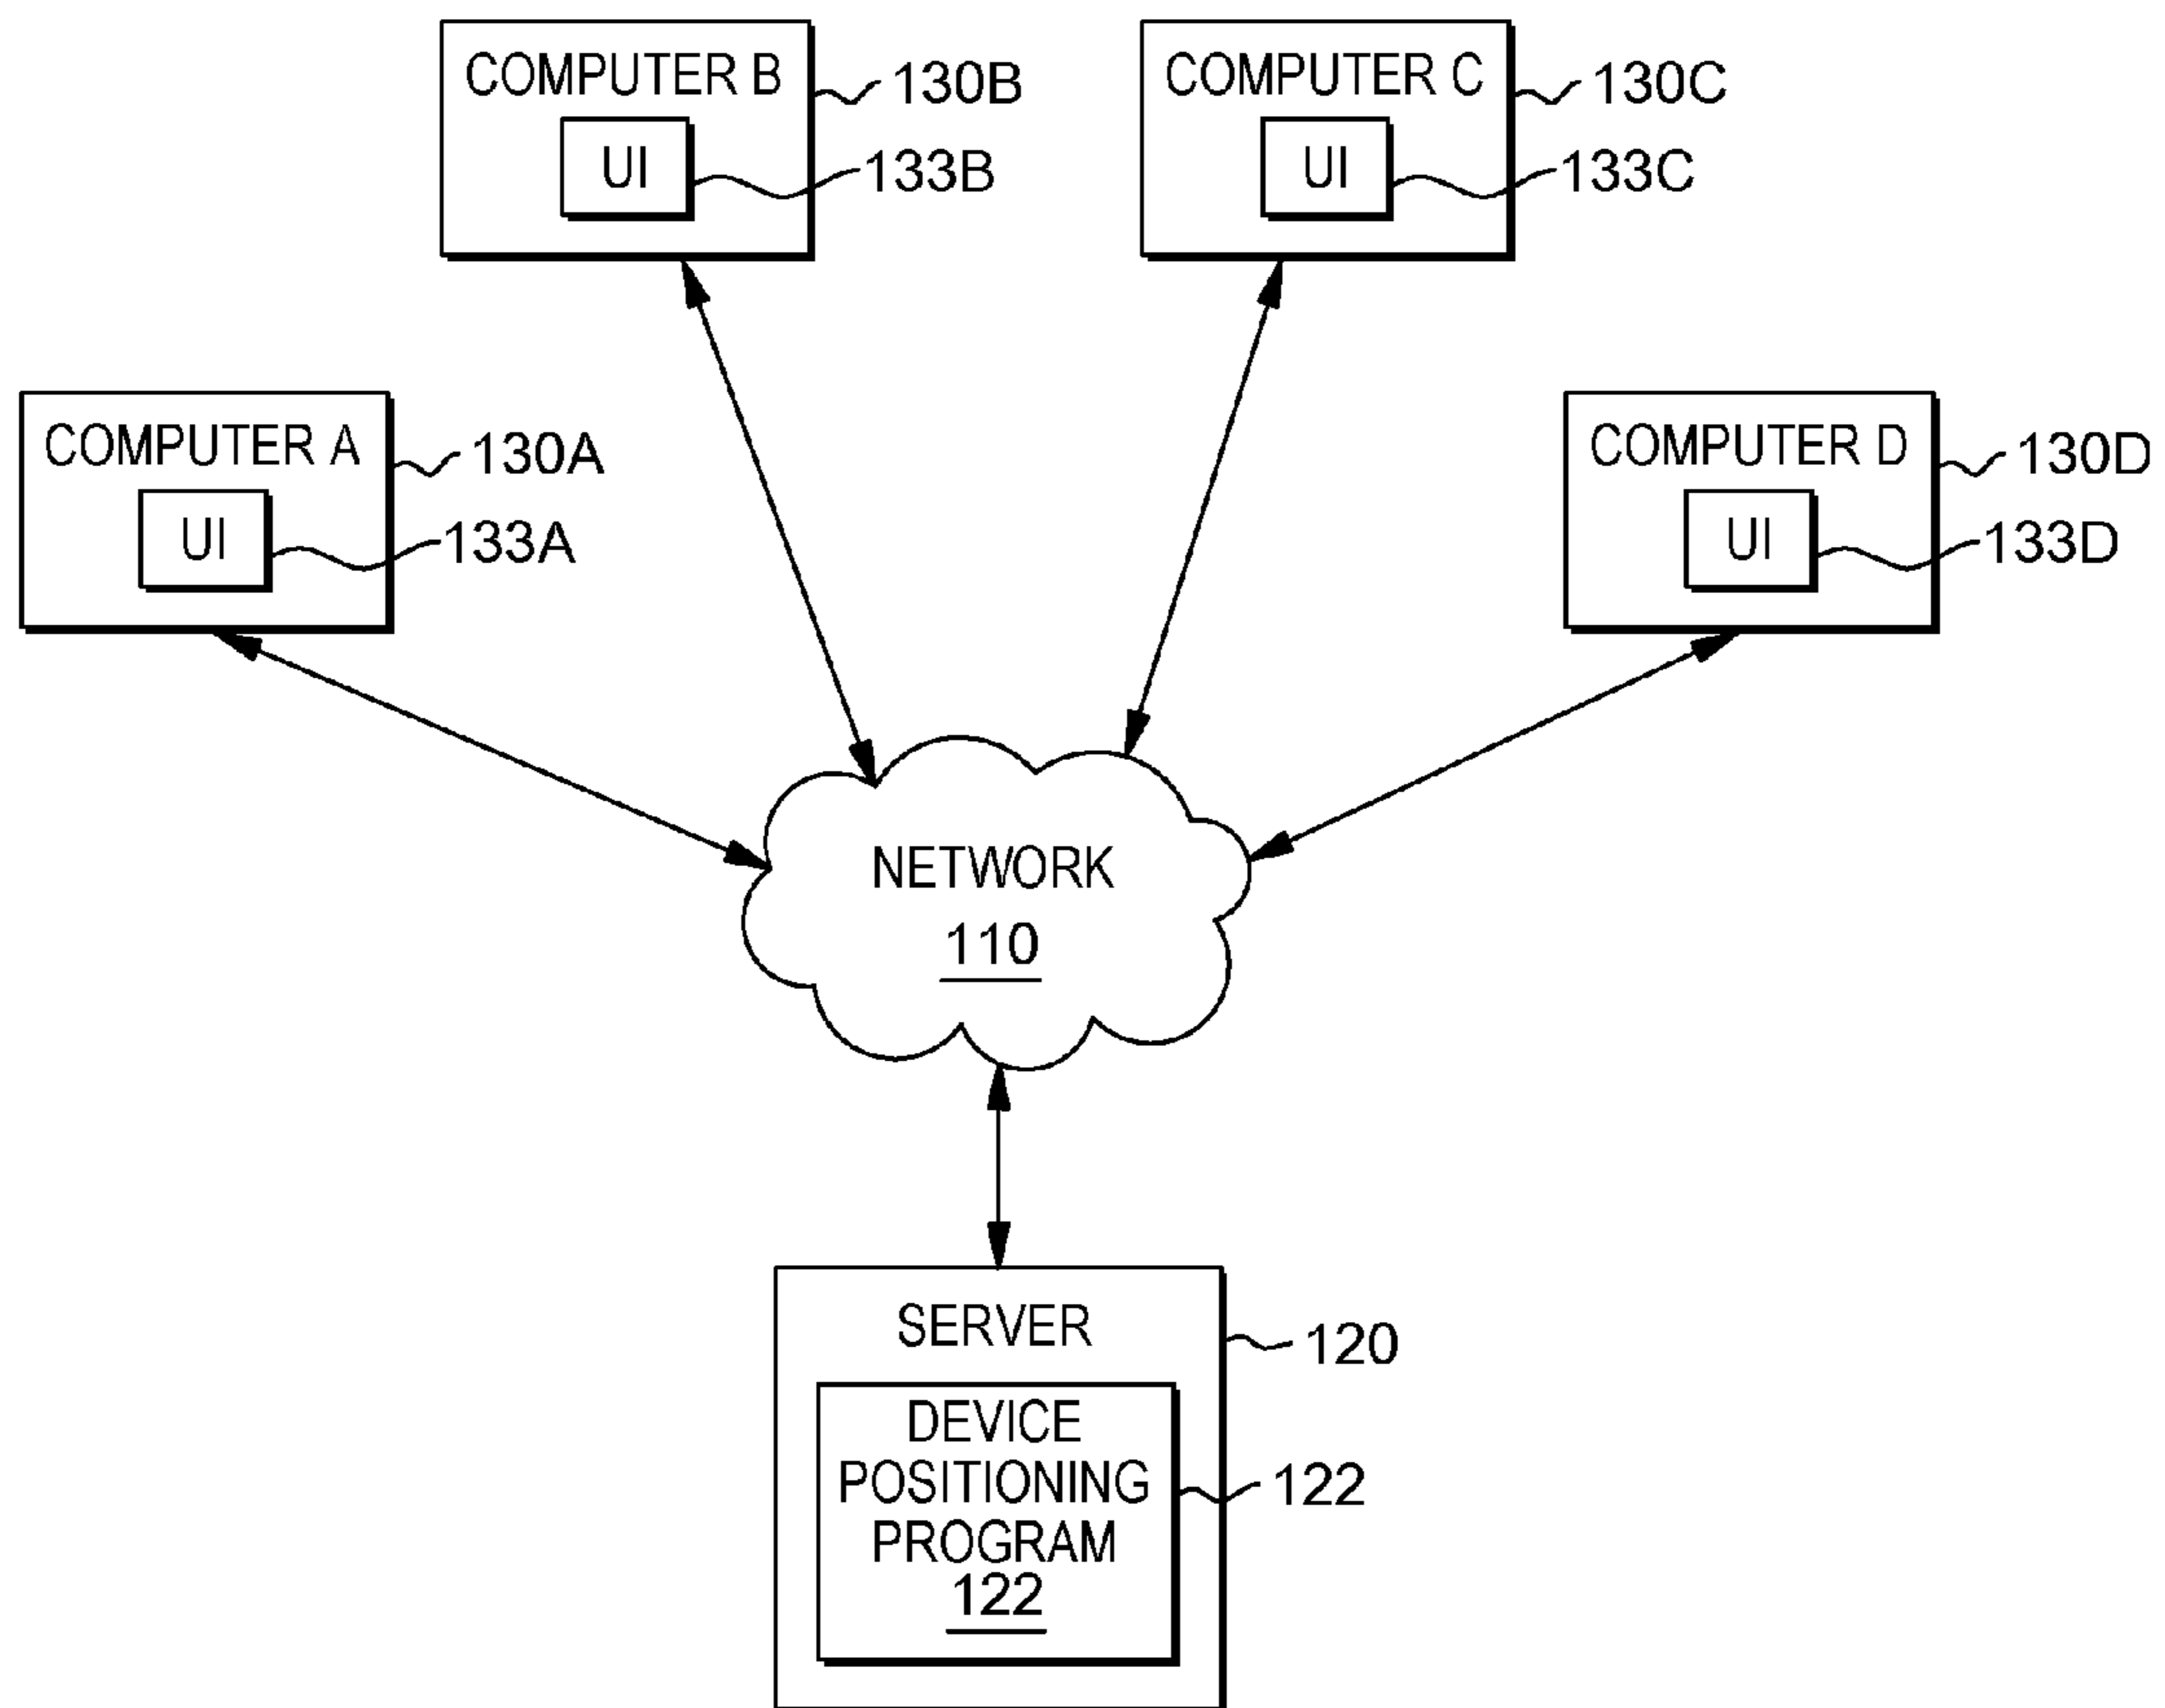 COMPUTER B
130B
UI
133B
COMPUTER C
130C
UI
133C
COMPUTER A
130A
UI
133A
COMPUTER D
130D
UI
133D
NETWORK
110
SERVER
120
DEVICE
POSITIONING
PROGRAM
122
122